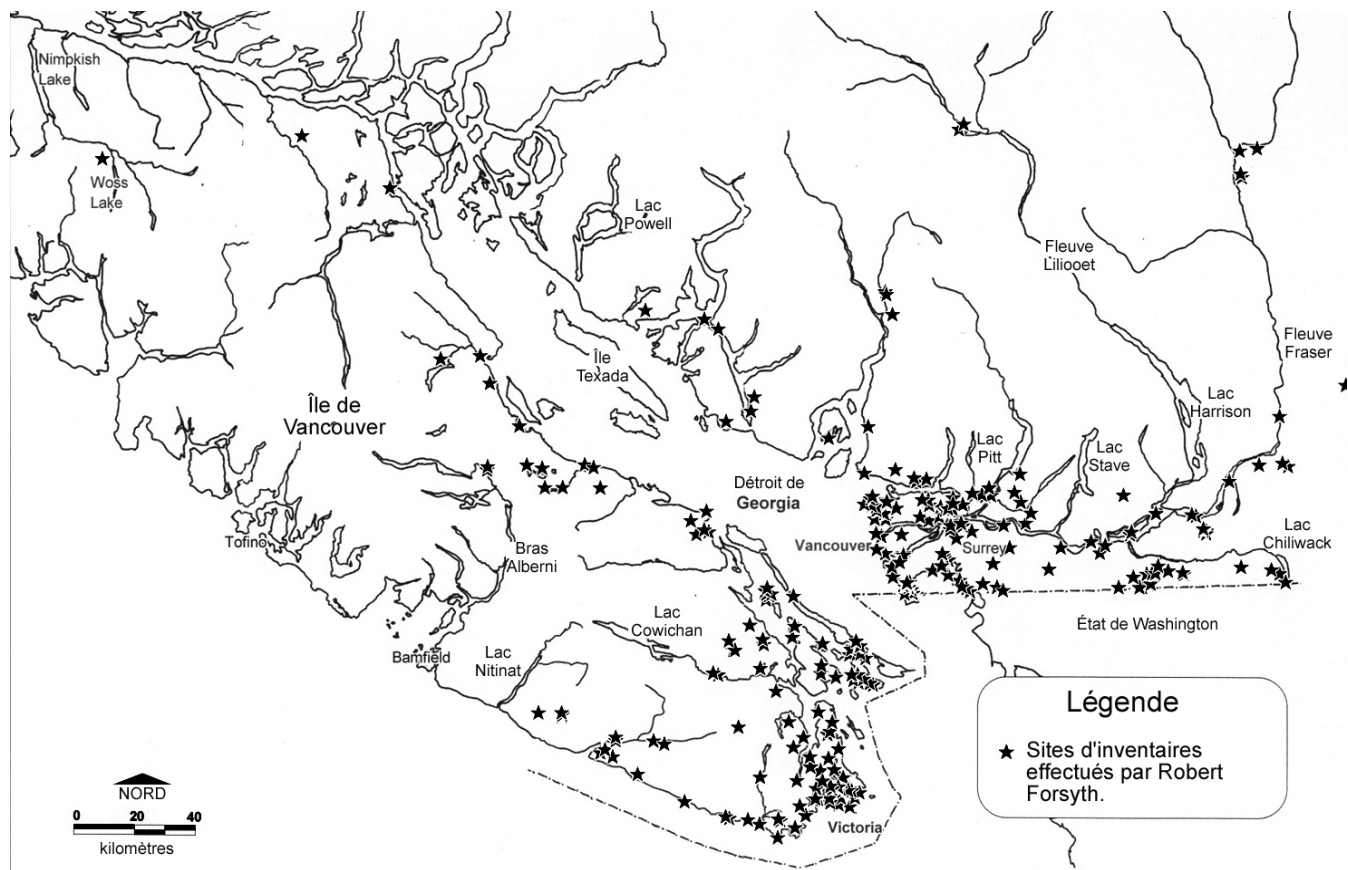 Nimpkish
Lake
Woss
Lake
Lac
Powell
Fleuve
Liliooet
Île
Texada
Fleuve
Fraser
Île de
Vancouver
Lac
Harrison
Lac
Pitt
Lac
Stave
Détroit de
Georgia
Tofino
Bras
Alberni
Vancouver
Surrey
Lac
Chiliwack
Lac
Cowichan
État de Washington
Bamfield
Lac
Nitinat
Légende
Sites d'inventaires
effectués par Robert
Forsyth.
NORD
0 20 40
kilomètres
Victoria